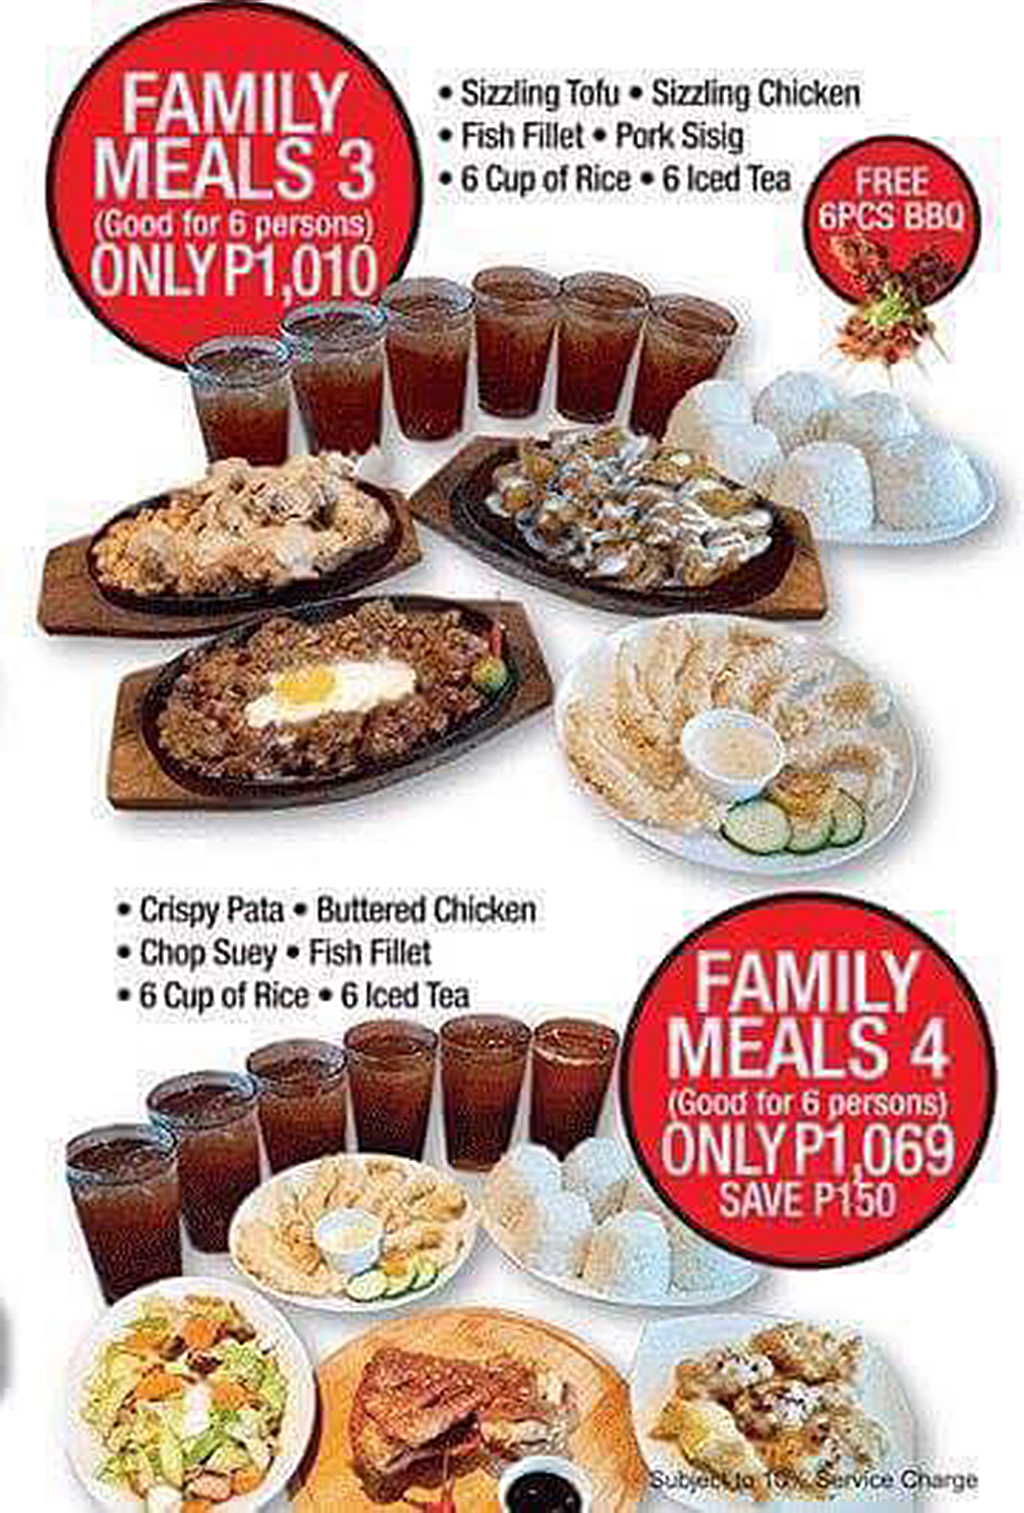 FAMILY
MEALS 3
(Good for 6 persons)
ONLY P1,010
• Sizzling Tofu • Sizzling Chicken
• Fish Fillet • Pork Sisig
• 6 Cup of Rice • 6 Iced Tea
FREE
6PCS BBQ
• Crispy Pata • Buttered Chicken
• Chop Suey • Fish Fillet
• 6 Cup of Rice • 6 Iced Tea
FAMILY
MEALS 4
(Good for 6 persons)
ONLY P1,069
SAVE P150
Subject to 10% Service Charge